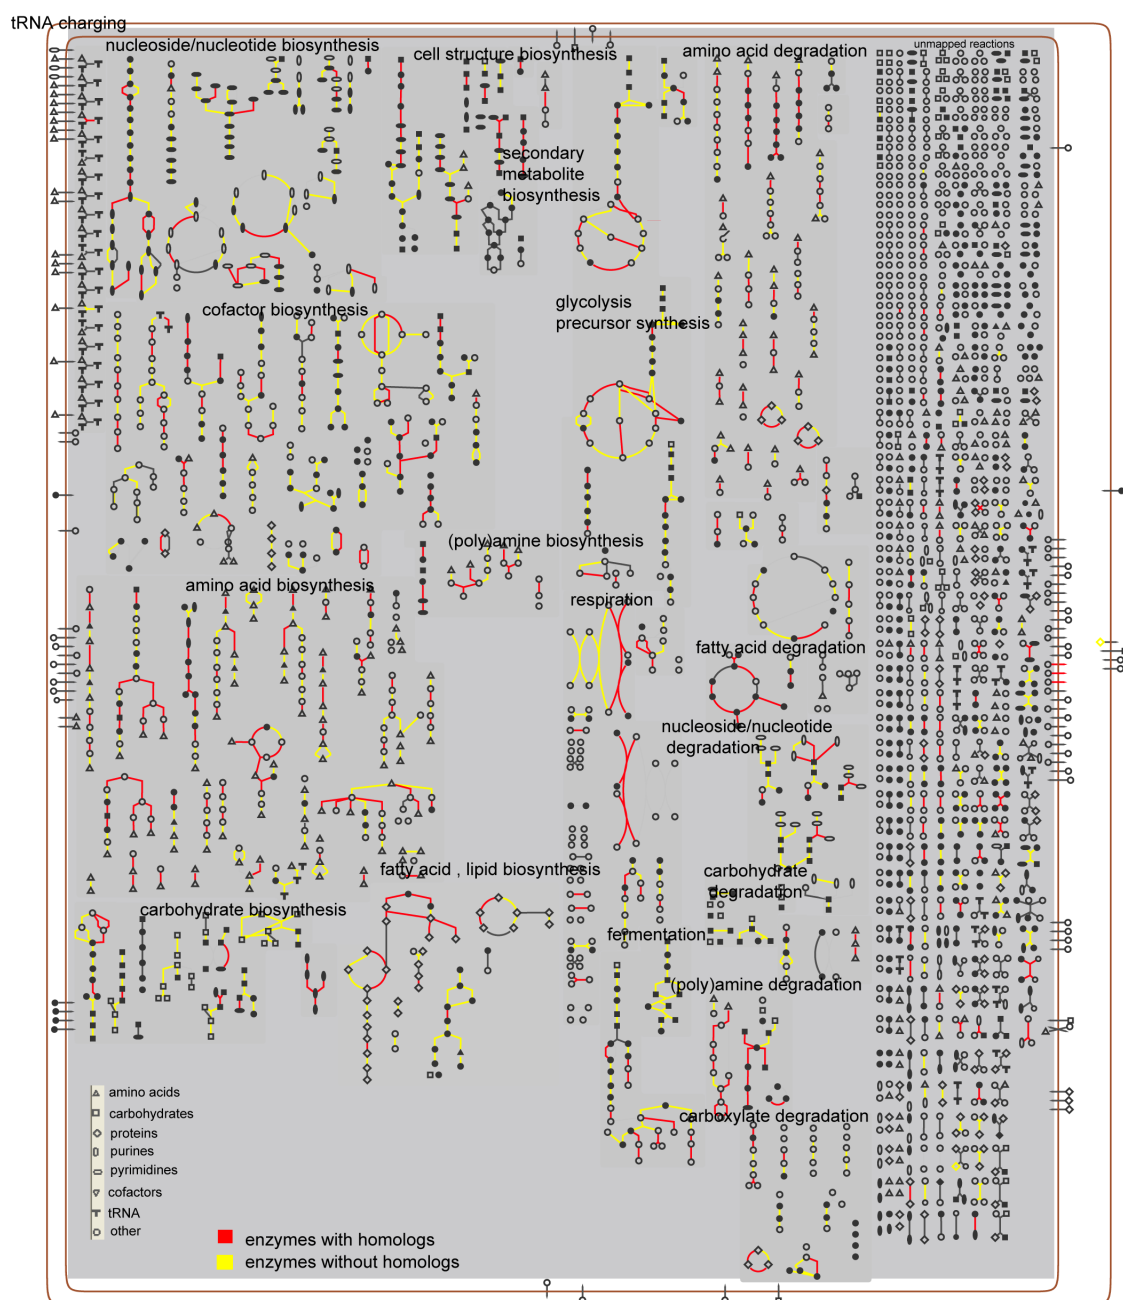 tRNA charging
nucleoside/nucleotide biosynthesis
cell structure biosynthesis
amino acid degradation
unmapped reactions
secondary
metabolite
biosynthesis
cofactor biosynthesis
glycolysis
precursor synthesis
(poly)amine biosynthesis
amino acid biosynthesis
respiration
fatty acid degradation
nucleoside/nucleotide
degradation
fatty acid , lipid biosynthesis
carbohydrate
degradation
carbohydrate biosynthesis
fermentation
(poly)amine degradation
carboxylate degradation
amino acids
carbohydrates
proteins
purines
pyrimidines
cofactors
tRNA
other
enzymes with homologs
enzymes without homologs